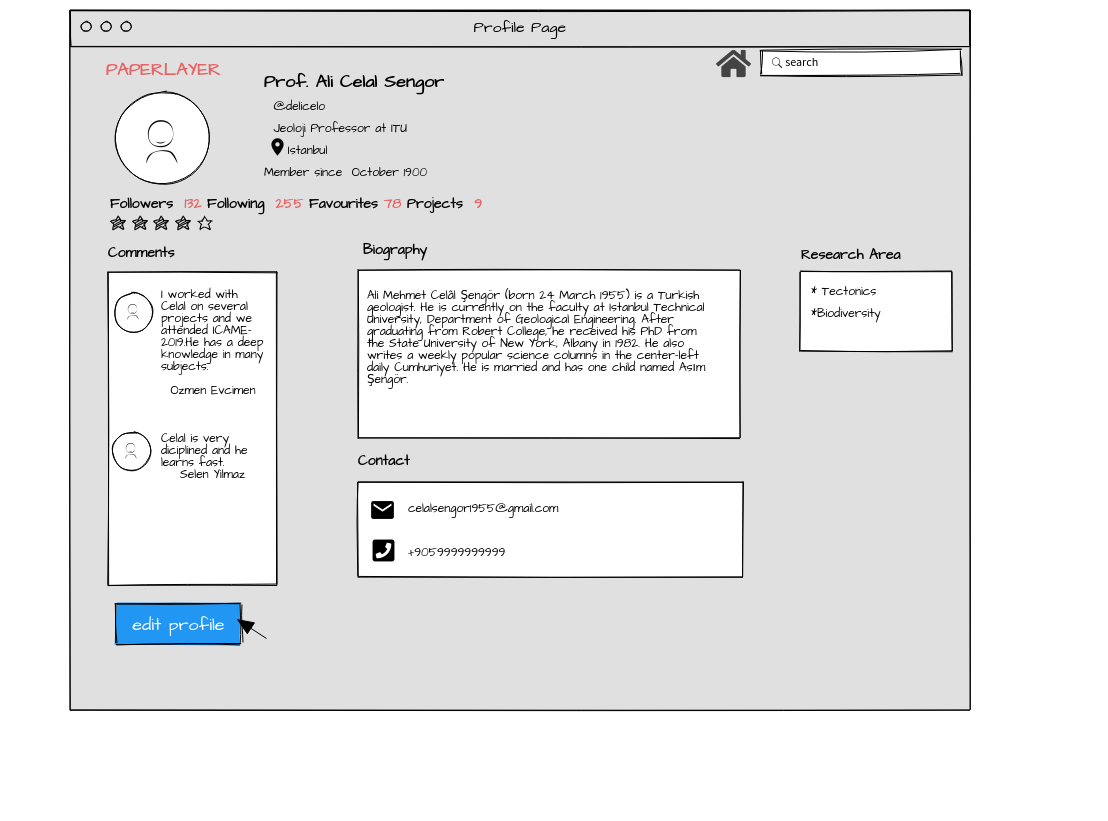 Profile Page
PAPERLAYER
search
Prof. Ali Celal Sengor
@delicelo
Jeoloji Professor at ITU
Istanbul
Member since October 1900
Followers 132 Following 255 Favourites 78 Projects 9
Comments
I worked with
Celal on several
projects and we
attended ICAME-
2019.He has a deep
knowledge in many
subjects.
Ozmen Evcimen
Celal is very
diciplined and he
learns fast.
Selen Yilmaz
edit profile
Biography
Ali Mehmet Celâl Şengör (born 24 March 1955) is a Turkish
geologist. He is currently on the faculty at Istanbul Technical
University, Department of Geological Engineering. After
graduating from Robert College, he received his PhD from
the State University of New York, Albany in 1982. He also
writes a weekly popular science columns in the center-left
daily Cumhuriyet. He is married and has one child named Asım
Şengör.
Contact
celalsengor1955@gmail.com
+9059999999999
Research Area
* Tectonics
*Biodiversity